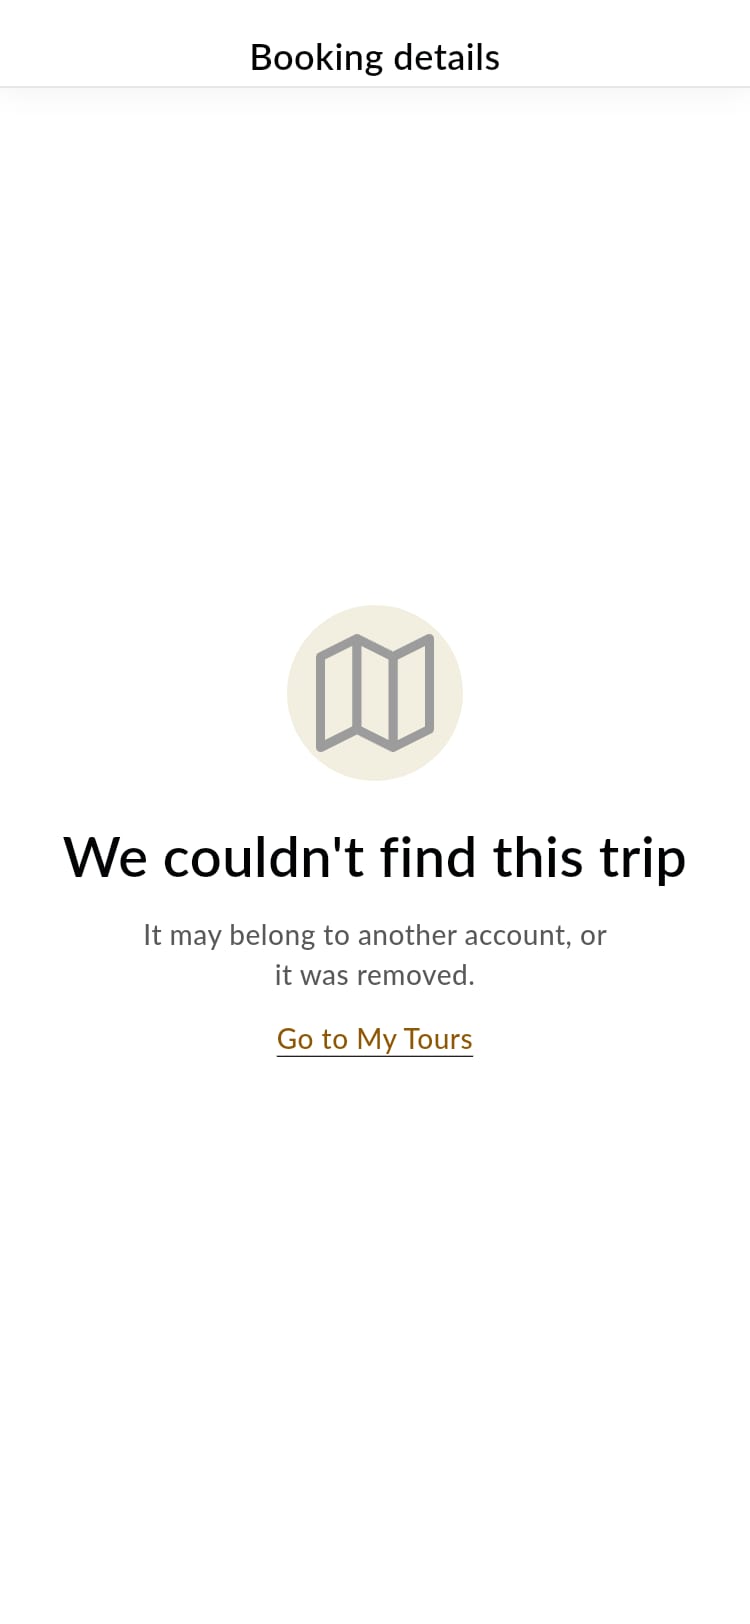 Booking details
We couldn't find this trip
It may belong to another account, or
it was removed.
Go to My Tours